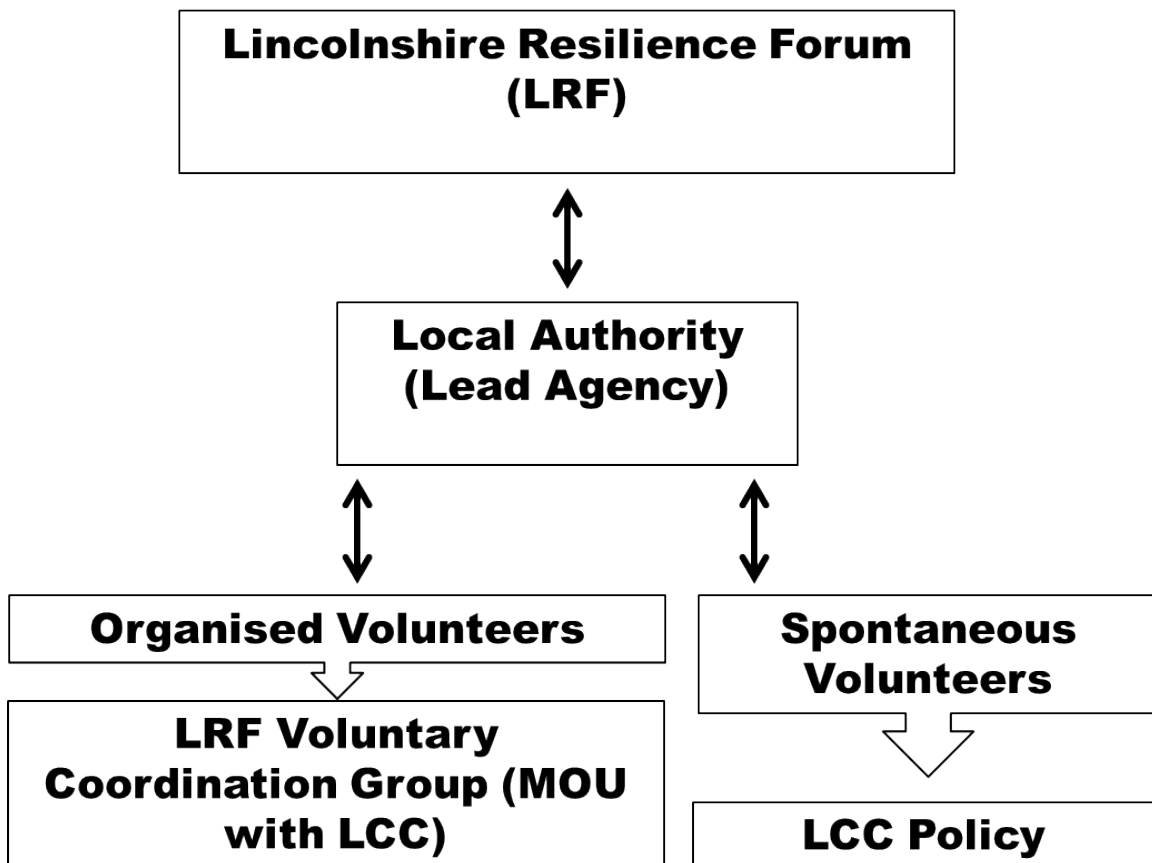 Lincolnshire Resilience Forum
(LRF)
Local Authority
(Lead Agency)
Organised Volunteers
Spontaneous
Volunteers
LRF Voluntary
Coordination Group (MOU
with LCC)
LCC Policy